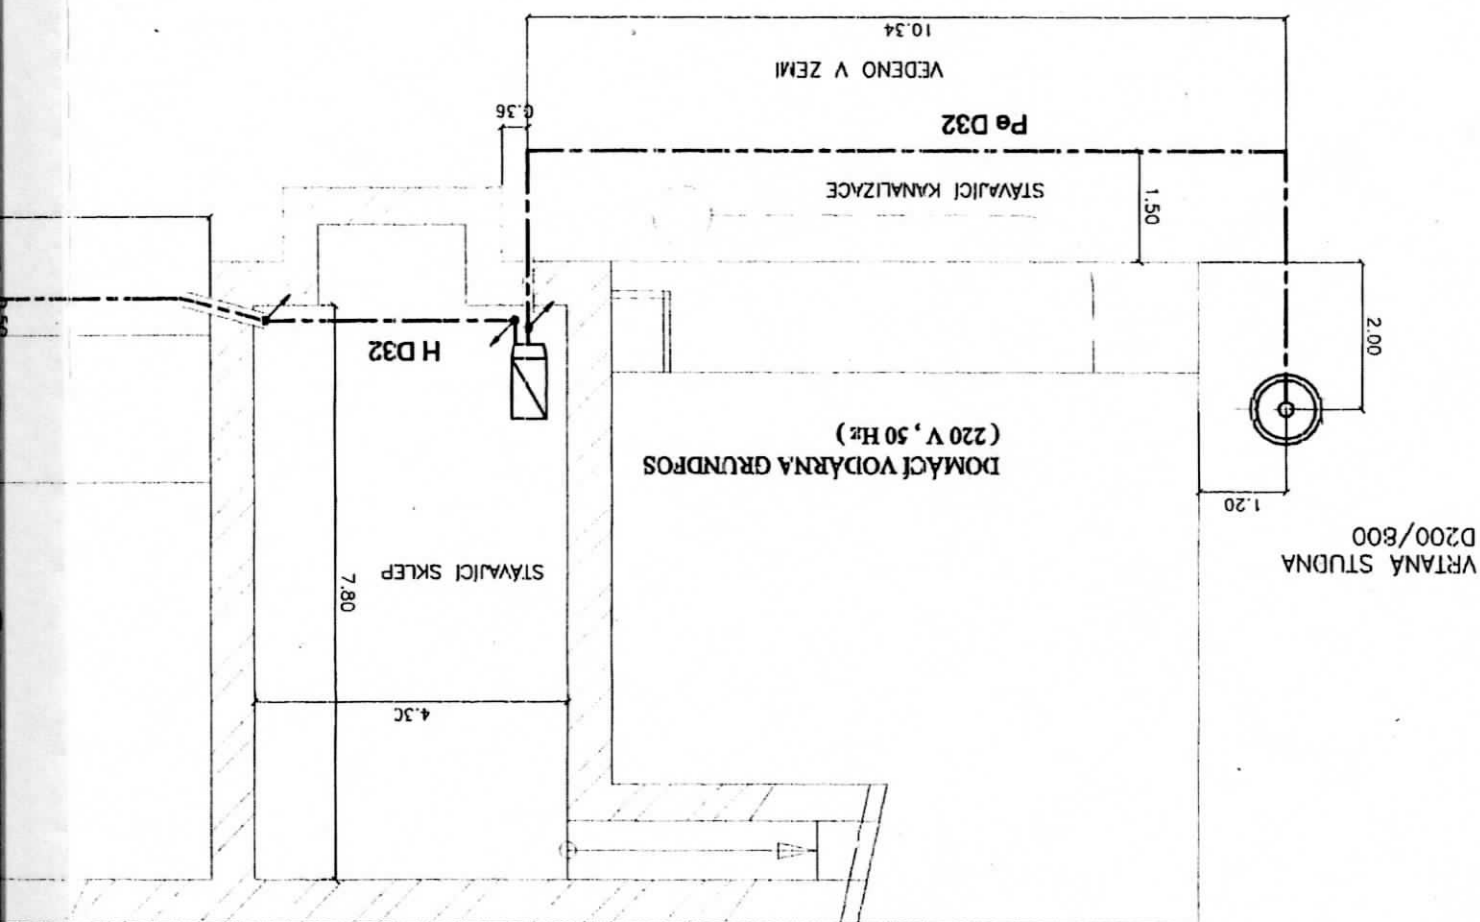 VRTANÁ STUDNA
D200/800
1.20
2.00
DOMÁCÍ VODÁRNA GRUNDFOS
(220 V, 50 Hz)
STÁVAJÍCÍ SKLEP
7.80
4.30
H D32
STÁVAJÍCÍ KANALIZACE
1.50
Pe D32
VEDENO V ZEMI
10.34
0.36